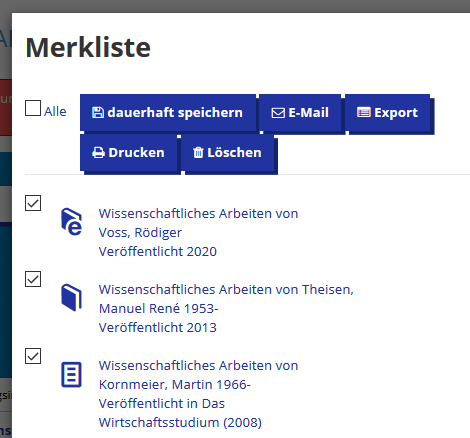 Merkliste
Alle
dauerhaft speichern
E-Mail
Export
Drucken
Löschen
Wissenschaftliches Arbeiten von
Voss, Rödiger
Veröffentlicht 2020
Wissenschaftliches Arbeiten von Theisen,
Manuel René 1953-
Veröffentlicht 2013
Wissenschaftliches Arbeiten von
Kornmeier, Martin 1966-
Veröffentlicht in Das
Wirtschaftsstudium (2008)